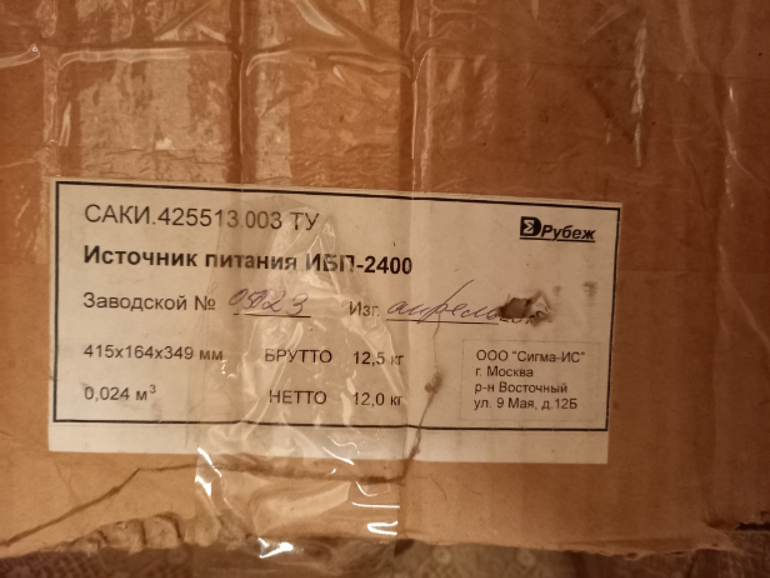 САКИ.425513.003 ТУ
Рубеж
Источник питания ИБП-2400
Заводской № 05023 Изг. апрель
415х164х349 мм БРУТТО 12,5 кг
0,024 м³ НЕТТО 12,0 кг
ООО "Сигма-ИС"
г. Москва
р-н Восточный
ул. 9 Мая, д.12Б